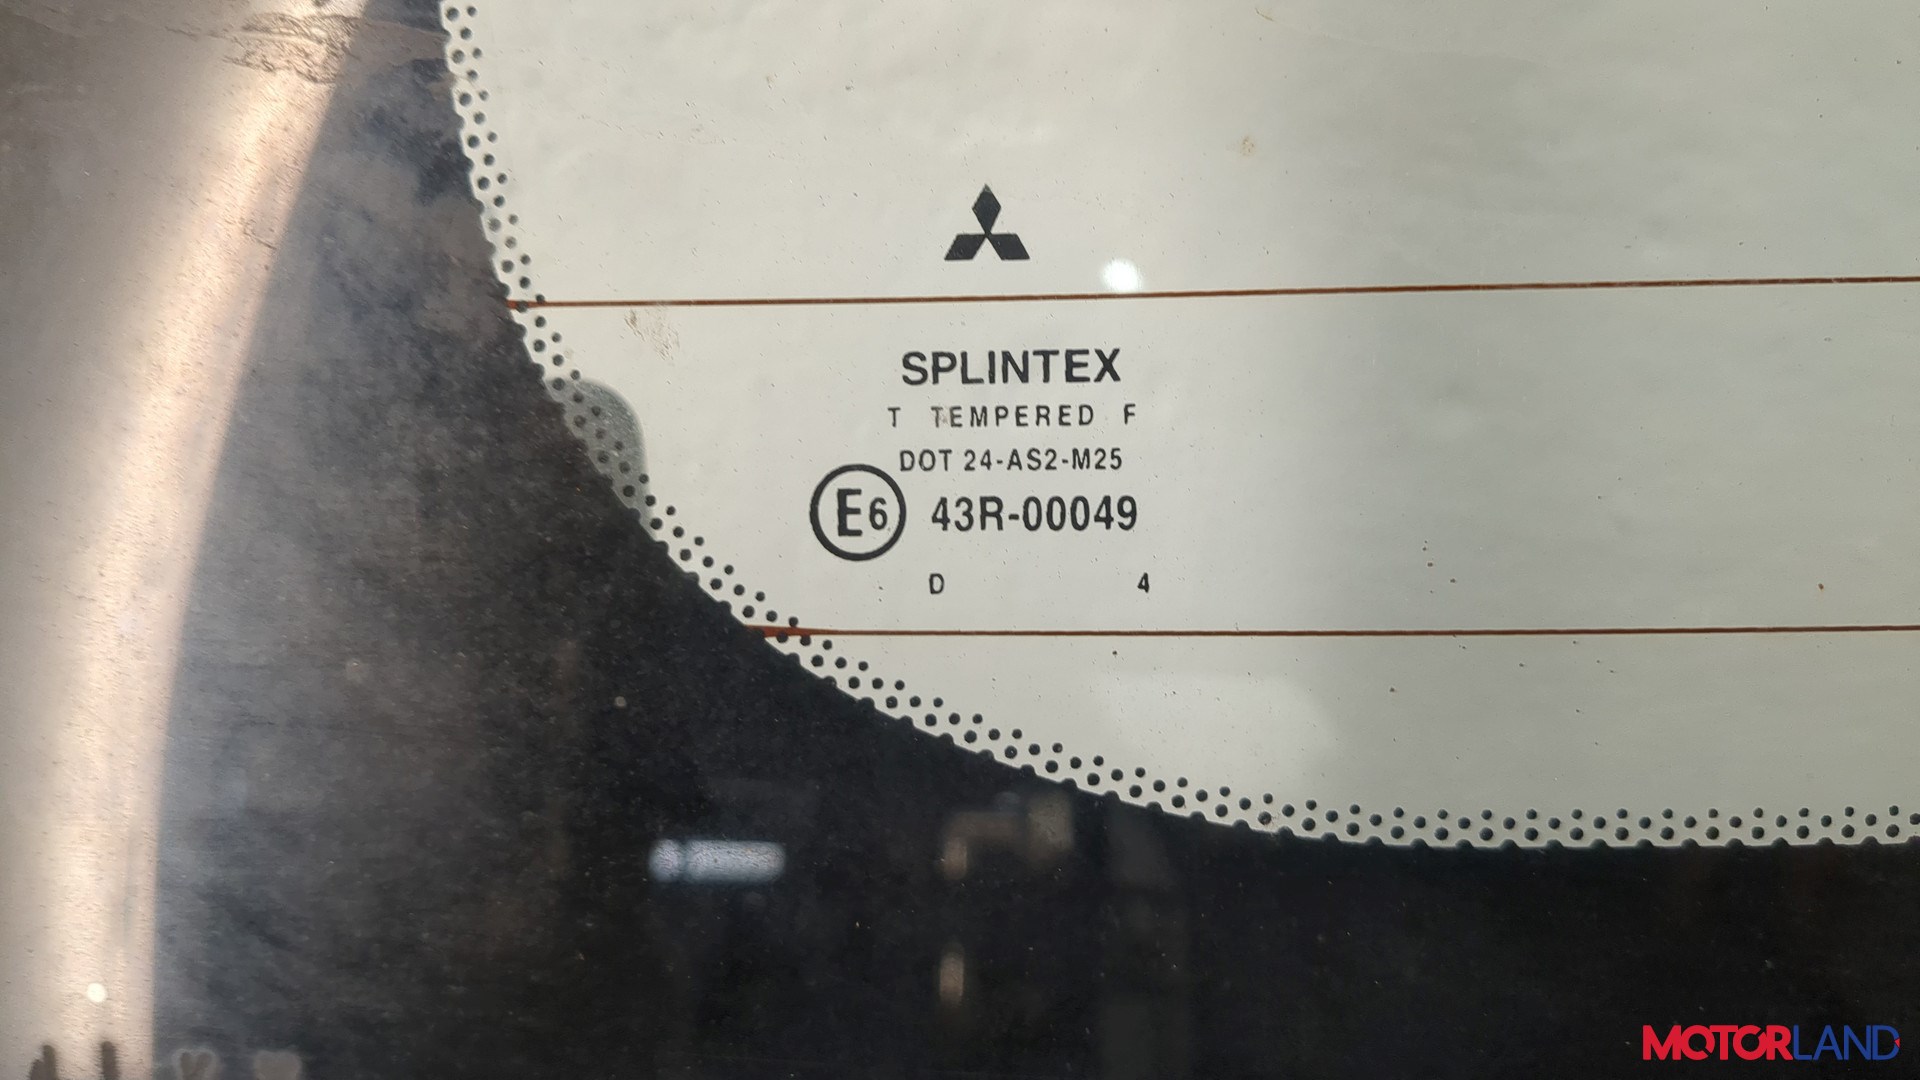 SPLINTEX
T TEMPERED F
DOT 24-AS2-M25
E6 43R-00049
D 4
MOTORLAND